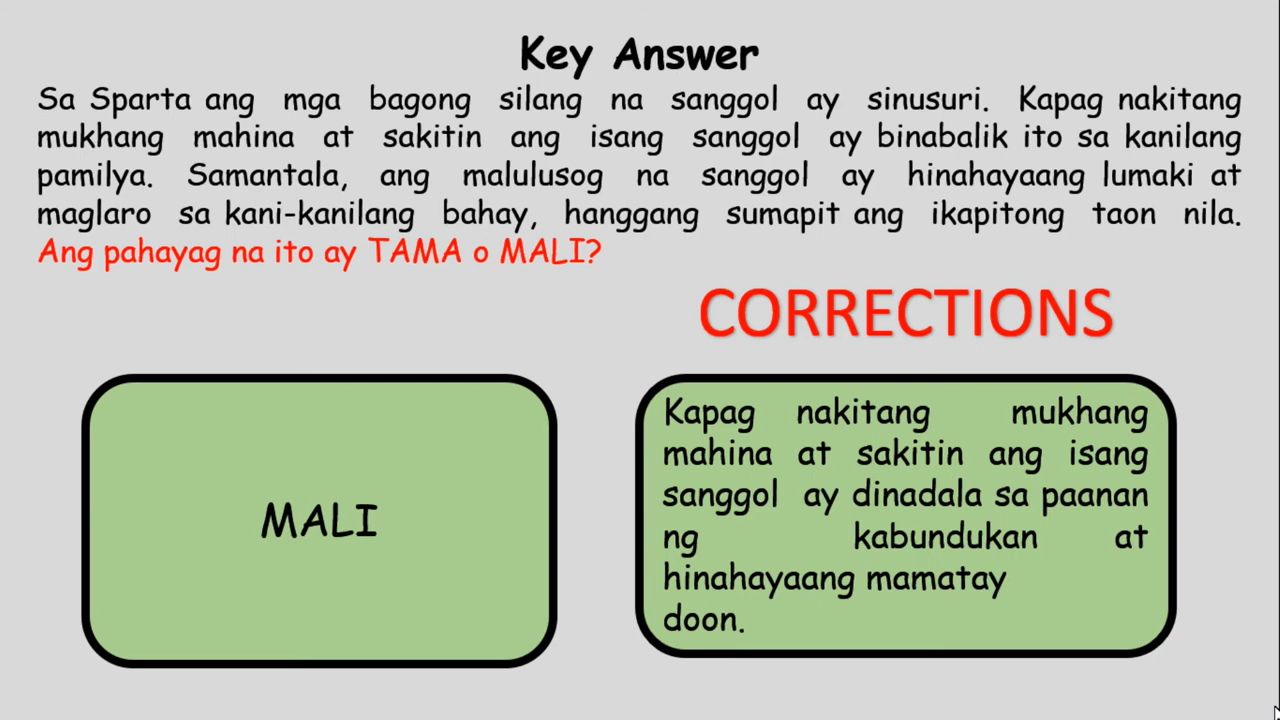 Key Answer
Sa Sparta ang mga bagong silang na sanggol ay sinusuri. Kapag nakitang
mukhang mahina at sakitin ang isang sanggol ay binabalik ito sa kanilang
pamilya. Samantala, ang malulusog na sanggol ay hinahayaang lumaki at
maglaro sa kani-kanilang bahay, hanggang sumapit ang ikapitong taon nila.
Ang pahayag na ito ay TAMA o MALI?
CORRECTIONS
MALI
Kapag nakitang mukhang
mahina at sakitin ang isang
sanggol ay dinadala sa paanan
ng kabundukan at
hinahayaang mamatay
doon.